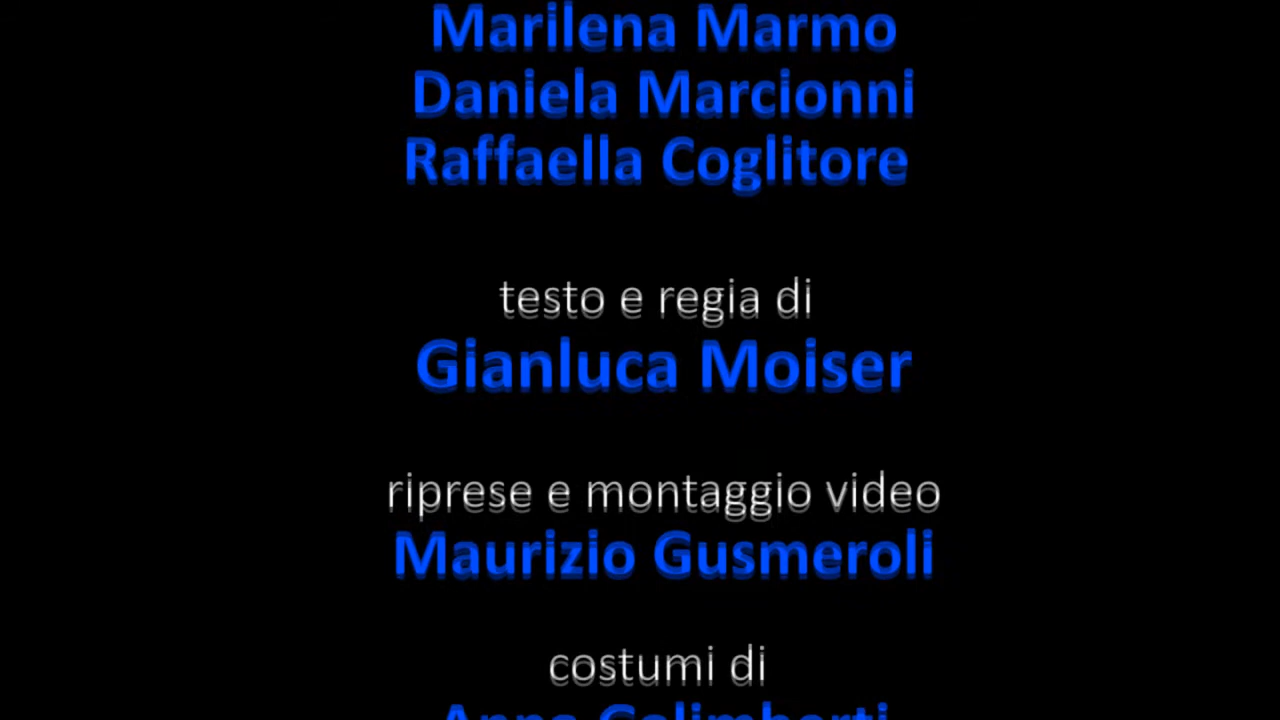 Marilena Marmo
Daniela Marcionni
Raffaella Coglitore
testo e regia di
Gianluca Moiser
riprese e montaggio video
Maurizio Gusmeroli
costumi di